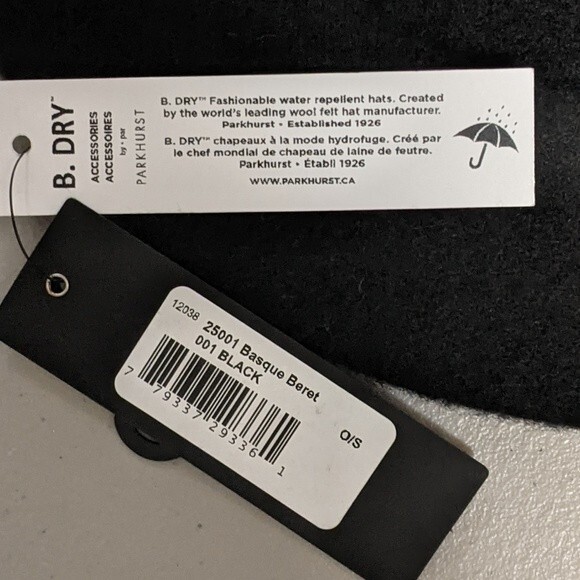 B. DRY™
ACCESSORIES
ACCESSOIRES
by • par
PARKHURST
B. DRY™ Fashionable water repellent hats. Created
by the world's leading wool felt hat manufacturer.
Parkhurst • Established 1926
B. DRY™ chapeaux à la mode hydrofuge. Créé par
le chef mondial de chapeau de laine de feutre.
Parkhurst • Établi 1926
WWW.PARKHURST.CA
12038
25001 Basque Beret
001 BLACK
7 79337 29336 1
O/S